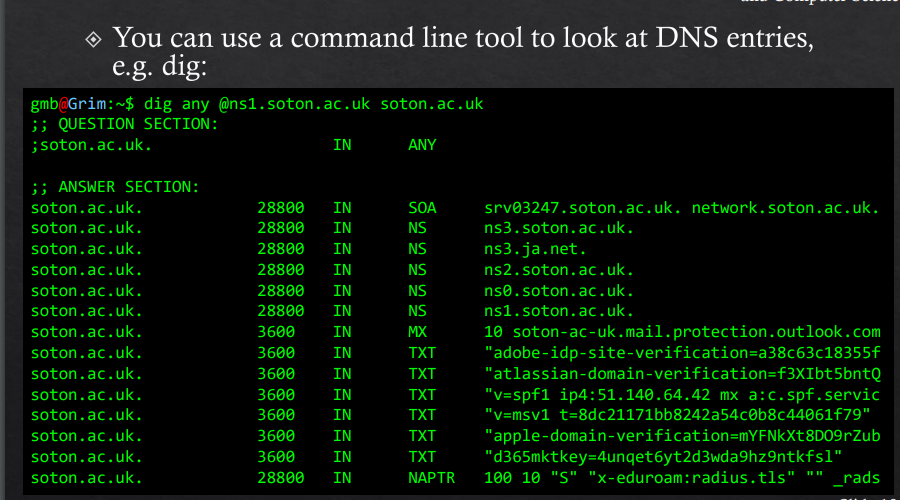 You can use a command line tool to look at DNS entries,
e.g. dig:
gmb@Grim:~$ dig any @ns1.soton.ac.uk soton.ac.uk
;; QUESTION SECTION:
;soton.ac.uk. IN ANY
;; ANSWER SECTION:
soton.ac.uk. 28800 IN SOA srv03247.soton.ac.uk. network.soton.ac.uk.
soton.ac.uk. 28800 IN NS ns3.soton.ac.uk.
soton.ac.uk. 28800 IN NS ns3.ja.net.
soton.ac.uk. 28800 IN NS ns2.soton.ac.uk.
soton.ac.uk. 28800 IN NS ns0.soton.ac.uk.
soton.ac.uk. 28800 IN NS ns1.soton.ac.uk.
soton.ac.uk. 3600 IN MX 10 soton-ac-uk.mail.protection.outlook.com
soton.ac.uk. 3600 IN TXT "adobe-idp-site-verification=a38c63c18355f
soton.ac.uk. 3600 IN TXT "atlassian-domain-verification=f3XIbt5bntQ
soton.ac.uk. 3600 IN TXT "v=spf1 ip4:51.140.64.42 mx a:c.spf.servic
soton.ac.uk. 3600 IN TXT "v=msv1 t=8dc21171bb8242a54c0b8c44061f79"
soton.ac.uk. 3600 IN TXT "apple-domain-verification=mYFNkXt8DO9rZub
soton.ac.uk. 3600 IN TXT "d365mktkey=4unqet6yt2d3wda9hz9ntkfsl"
soton.ac.uk. 28800 IN NAPTR 100 10 "S" "x-eduroam:radius.tls" "" _rads